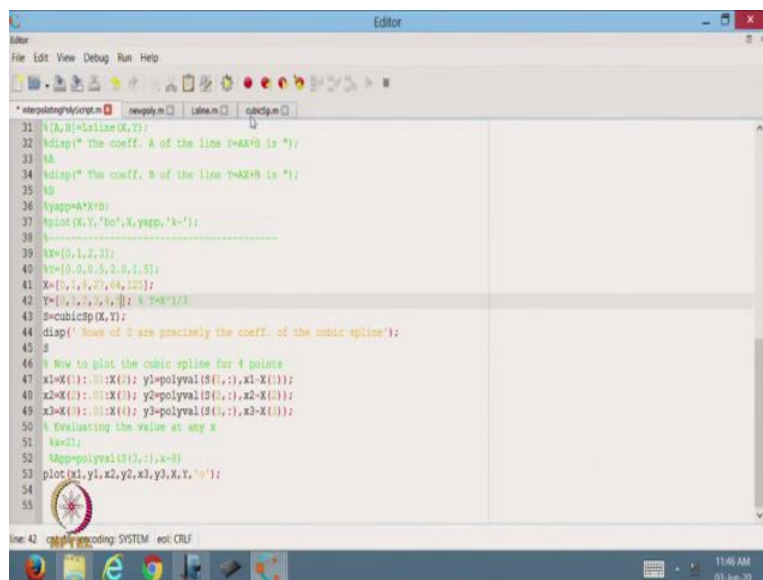 Editor
Editor
File Edit View Debug Run Help
* interpolatingPolyScript.m newpoly.m Lsline.m cubicSp.m
31 %[A,B]=Lsline(X,Y);
32 %disp(" The coeff. A of the line Y=AX+B is ");
33 %A
34 %disp(" The coeff. B of the line Y=AX+B is ");
35 %B
36 %yapp=A*X+B;
37 %plot(X,Y,'bo',X,yapp,'k-');
38 %-----------------------------------------
39 %X=[0,1,2,3];
40 %Y=[0.0,0.5,2.0,1.5];
41 X=[0,1,8,27,64,125];
42 Y=[0,1,2,3,4,5]; % Y=X^1/3
43 S=cubicSp(X,Y);
44 disp(' Rows of S are precisely the coeff. of the cubic spline');
45 S
46 % Now to plot the cubic spline for 4 points
47 x1=X(1):.01:X(2); y1=polyval(S(1,:),x1-X(1));
48 x2=X(2):.01:X(3); y2=polyval(S(2,:),x2-X(2));
49 x3=X(3):.01:X(4); y3=polyval(S(3,:),x3-X(3));
50 % Evaluating the value at any x
51 %x=21;
52 %App=polyval(S(3,:),x-8)
53 plot(x1,y1,x2,y2,x3,y3,X,Y,'o');
54
55
NPTEL
line: 42 encoding: SYSTEM eol: CRLF
11:46 AM
03-Jun-20